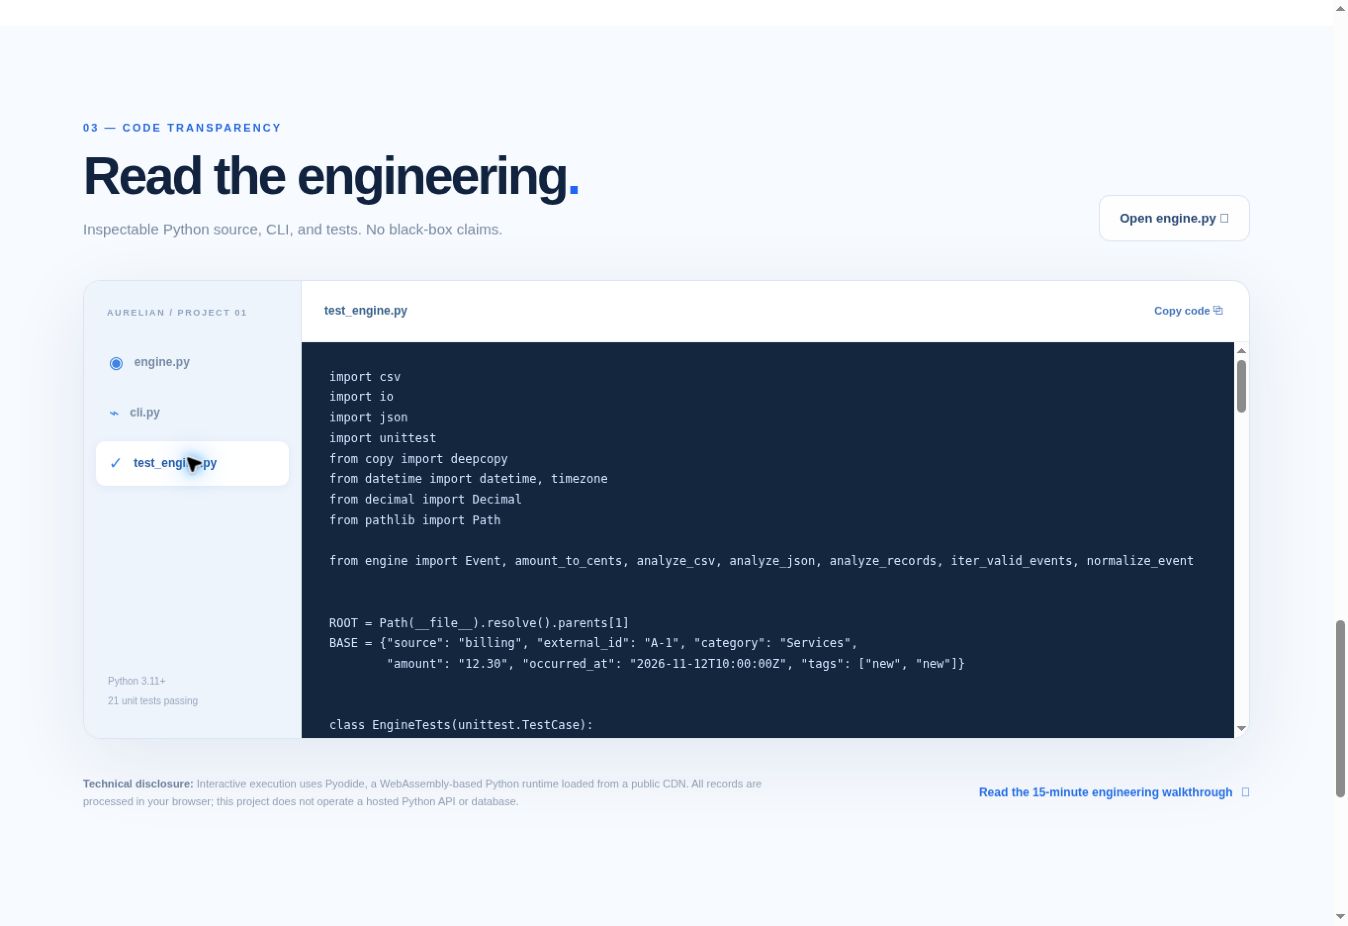 03 — CODE TRANSPARENCY
Read the engineering.
Inspectable Python source, CLI, and tests. No black-box claims.
Open engine.py
AURELIAN / PROJECT 01
engine.py
cli.py
test_engine.py
Python 3.11+
21 unit tests passing
test_engine.py
Copy code
import csv
import io
import json
import unittest
from copy import deepcopy
from datetime import datetime, timezone
from decimal import Decimal
from pathlib import Path
from engine import Event, amount_to_cents, analyze_csv, analyze_json, analyze_records, iter_valid_events, normalize_event
ROOT = Path(__file__).resolve().parents[1]
BASE = {"source": "billing", "external_id": "A-1", "category": "Services",
        "amount": "12.30", "occurred_at": "2026-11-12T10:00:00Z", "tags": ["new", "new"]}
class EngineTests(unittest.TestCase):
Technical disclosure: Interactive execution uses Pyodide, a WebAssembly-based Python runtime loaded from a public CDN. All records are
processed in your browser; this project does not operate a hosted Python API or database.
Read the 15-minute engineering walkthrough